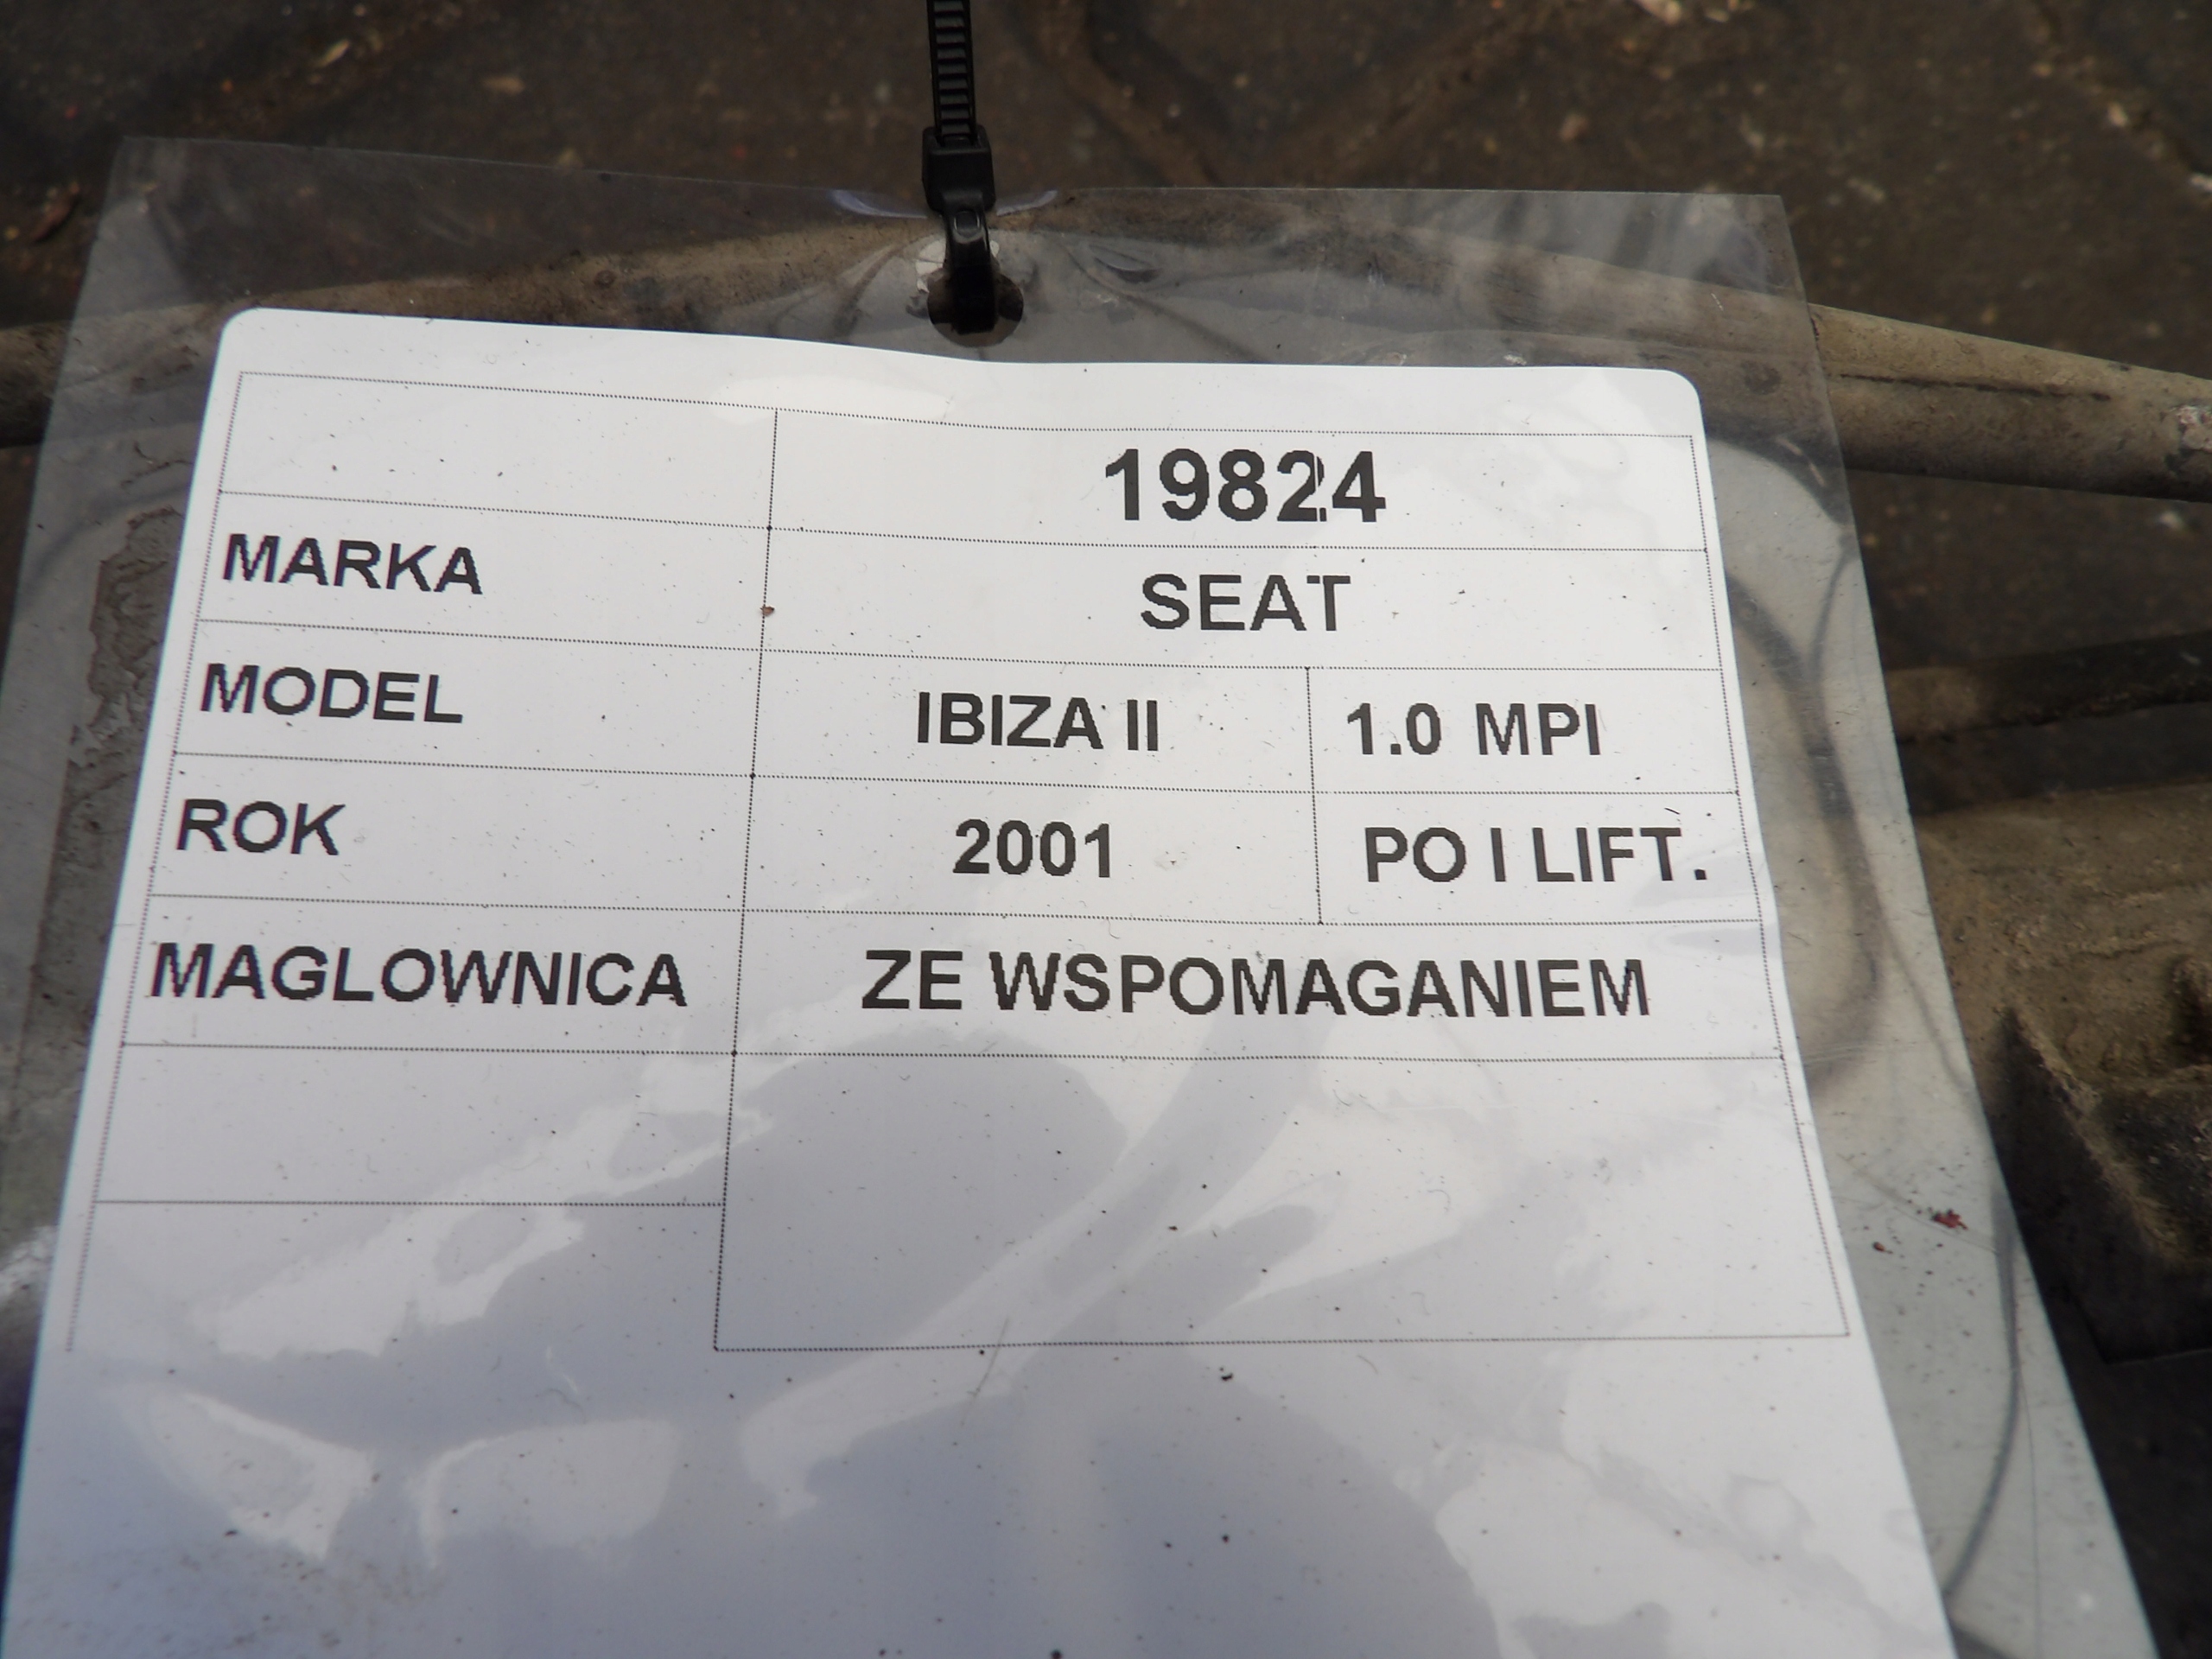 19824
MARKA SEAT
MODEL IBIZA II 1.0 MPI
ROK 2001 PO I LIFT.
MAGLOWNICA ZE WSPOMAGANIEM